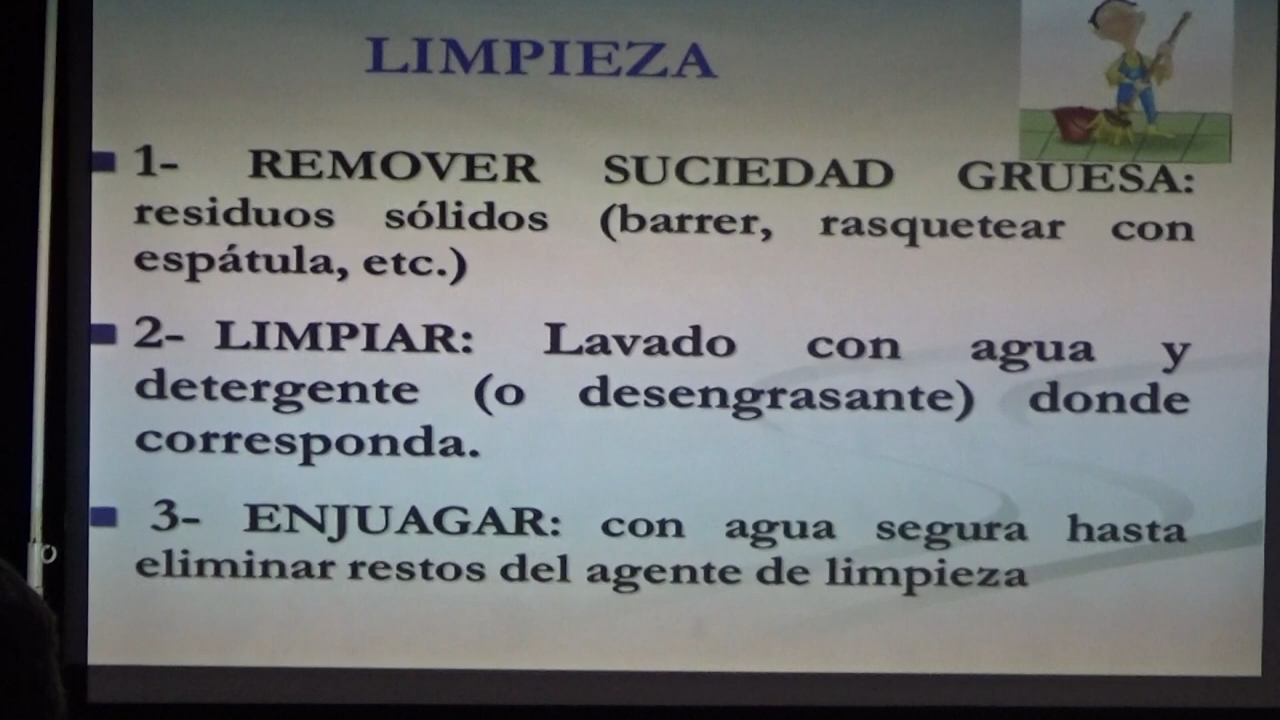 LIMPIEZA
1- REMOVER SUCIEDAD GRUESA:
residuos sólidos (barrer, rasquetear con
espátula, etc.)
2- LIMPIAR: Lavado con agua y
detergente (o desengrasante) donde
corresponda.
3- ENJUAGAR: con agua segura hasta
eliminar restos del agente de limpieza